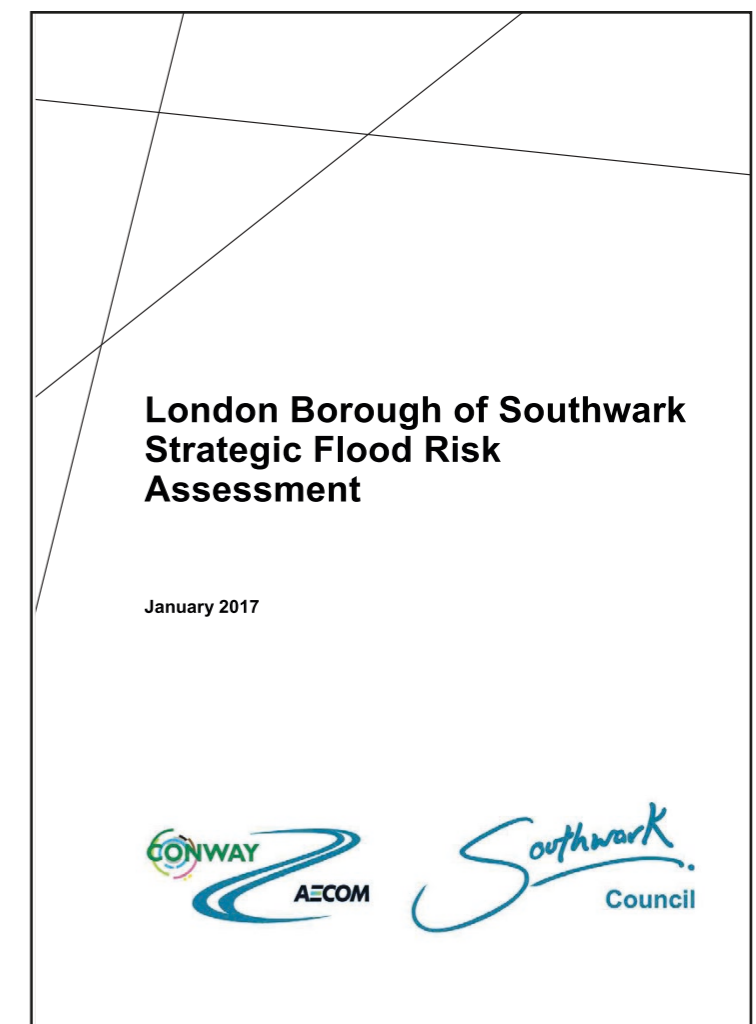 London Borough of Southwark
Strategic Flood Risk
Assessment
January 2017
CONWAY
AECOM
Southwark
Council